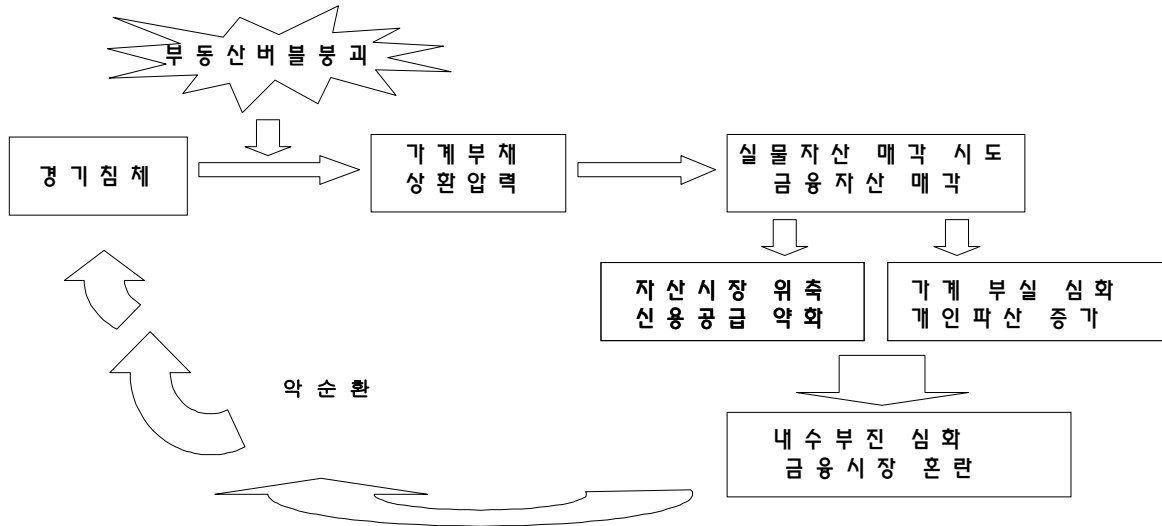 부동산버블붕괴
경기침체
가계부채
상환압력
실물자산 매각 시도
금융자산 매각
자산시장 위축
신용공급 약화
가계 부실 심화
개인파산 증가
악순환
내수부진 심화
금융시장 혼란